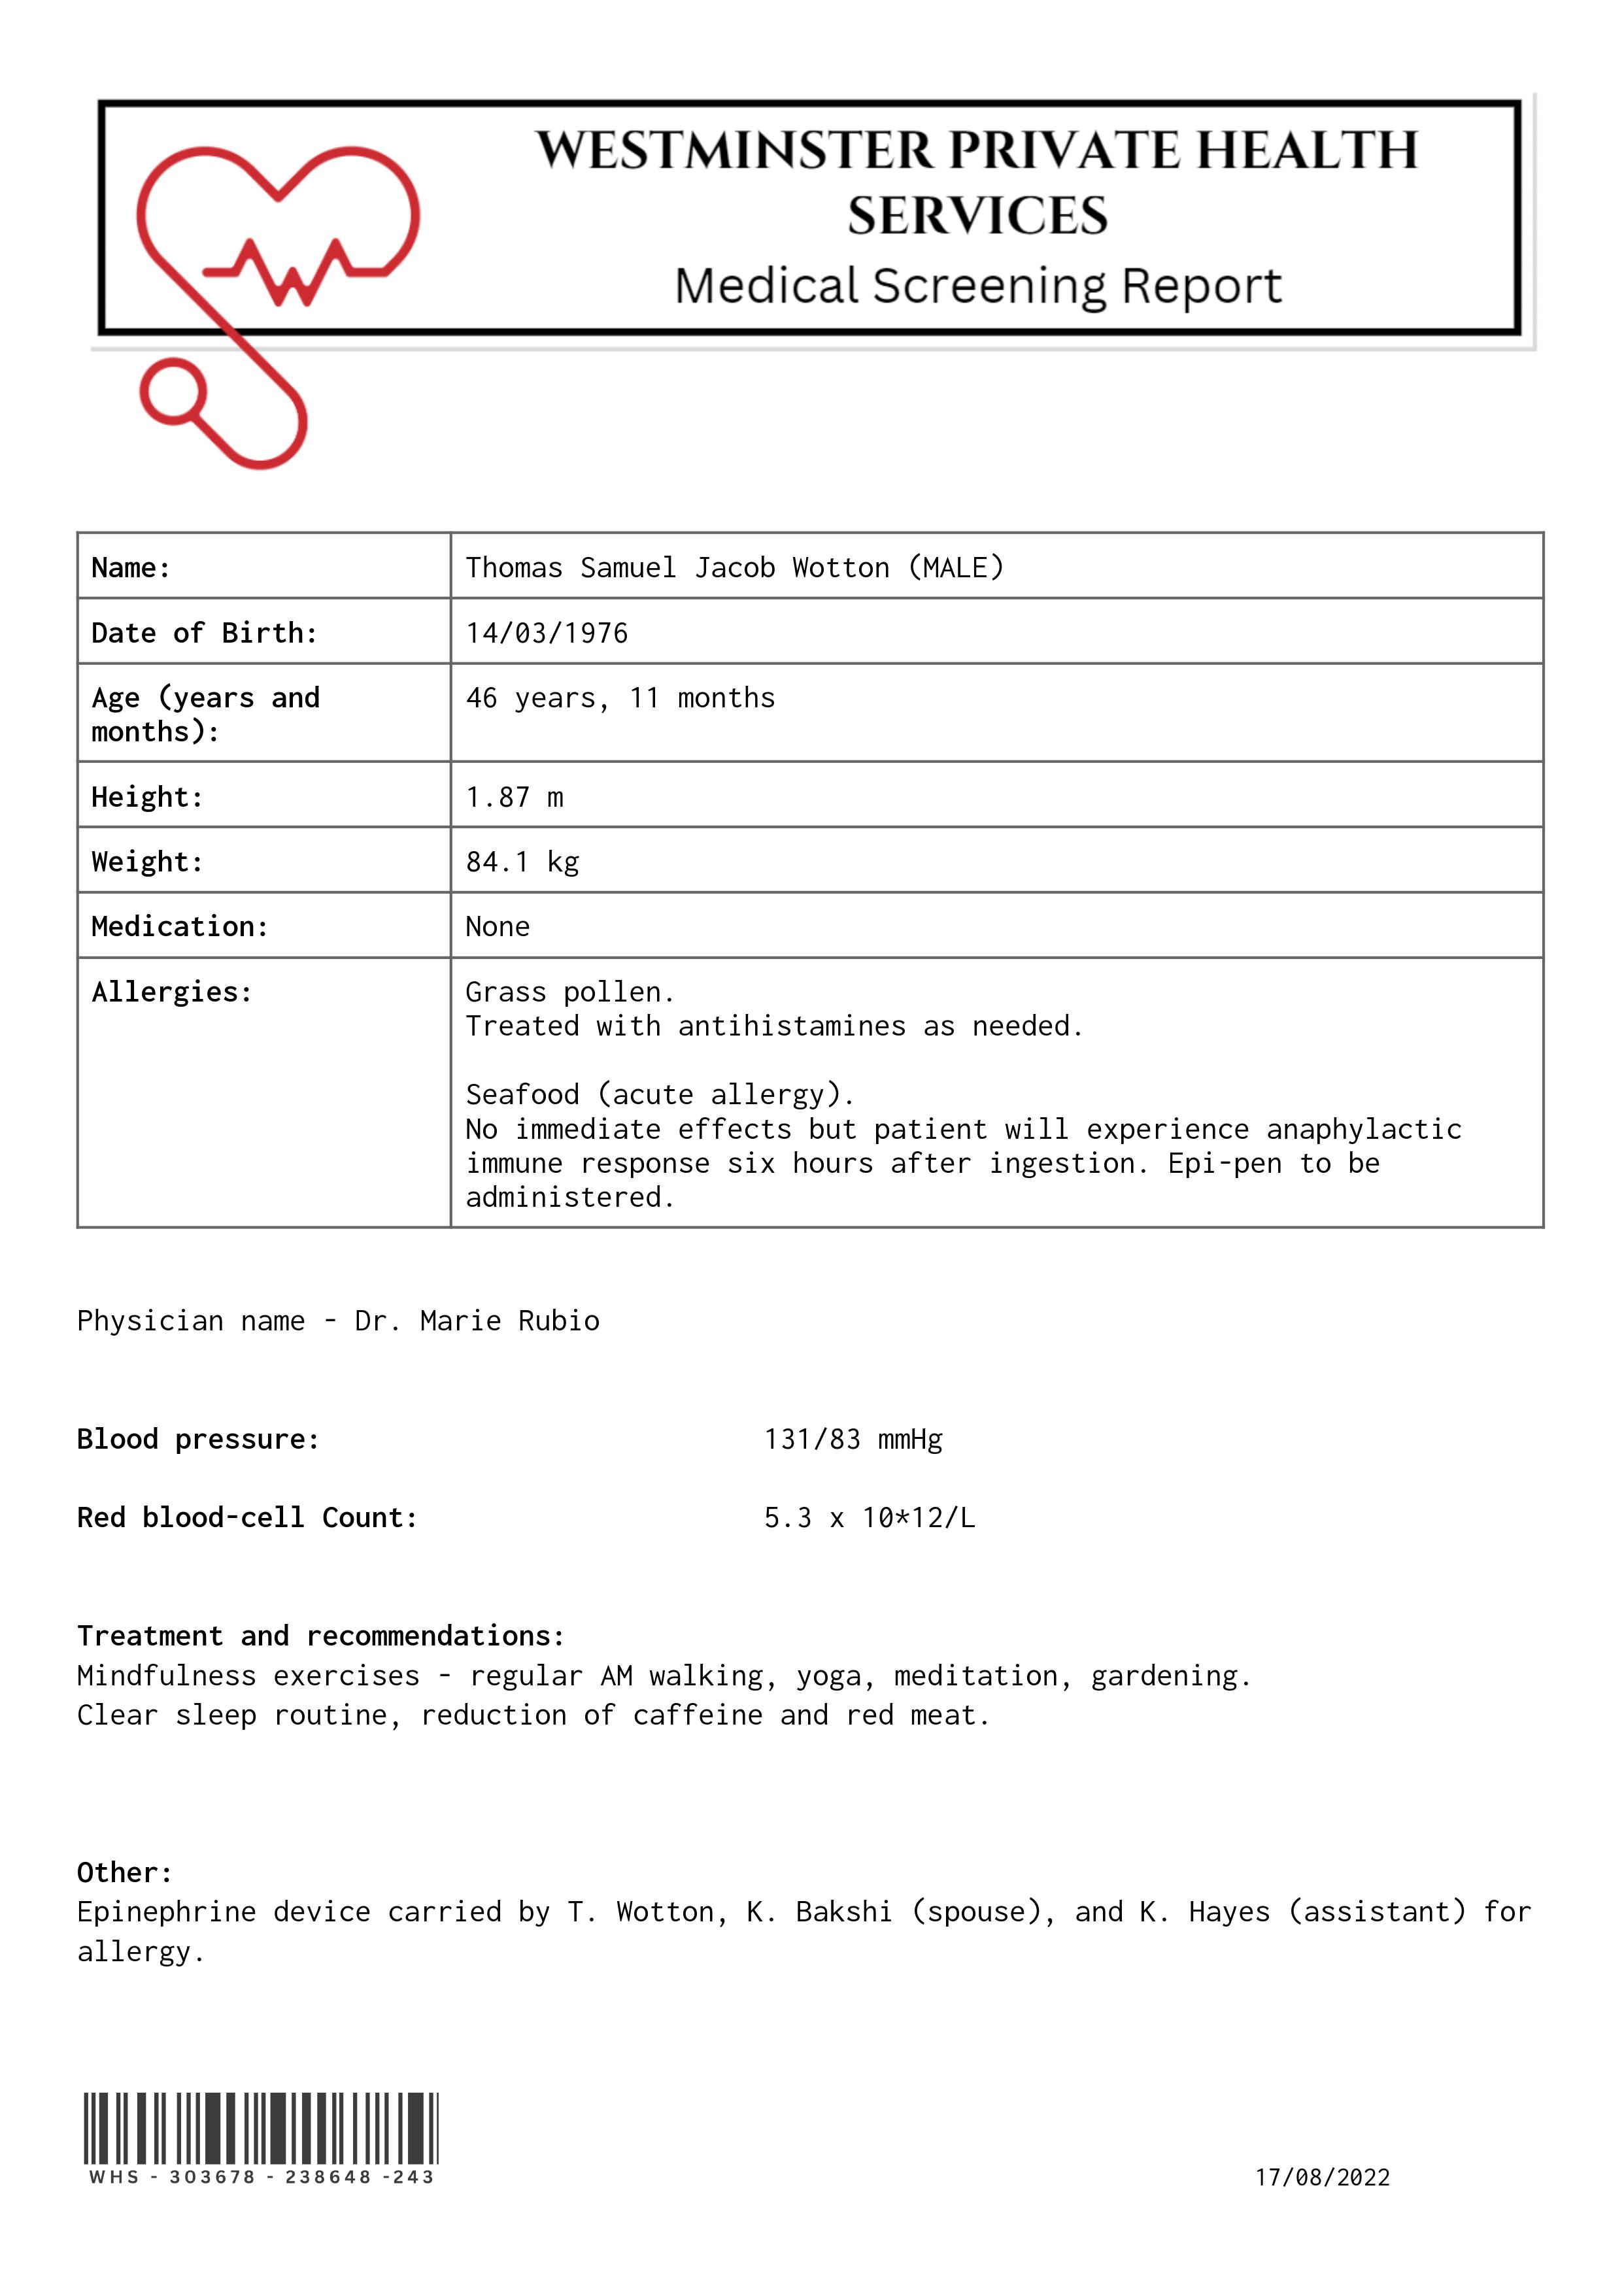 WESTMINSTER PRIVATE HEALTH
SERVICES
Medical Screening Report
Name: Thomas Samuel Jacob Wotton (MALE)
Date of Birth: 14/03/1976
Age (years and months): 46 years, 11 months
Height: 1.87 m
Weight: 84.1 kg
Medication: None
Allergies: Grass pollen.
Treated with antihistamines as needed.
Seafood (acute allergy).
No immediate effects but patient will experience anaphylactic
immune response six hours after ingestion. Epi-pen to be
administered.
Physician name - Dr. Marie Rubio
Blood pressure: 131/83 mmHg
Red blood-cell Count: 5.3 x 10*12/L
Treatment and recommendations:
Mindfulness exercises - regular AM walking, yoga, meditation, gardening.
Clear sleep routine, reduction of caffeine and red meat.
Other:
Epinephrine device carried by T. Wotton, K. Bakshi (spouse), and K. Hayes (assistant) for
allergy.
WHS - 303678 - 238648 -243
17/08/2022